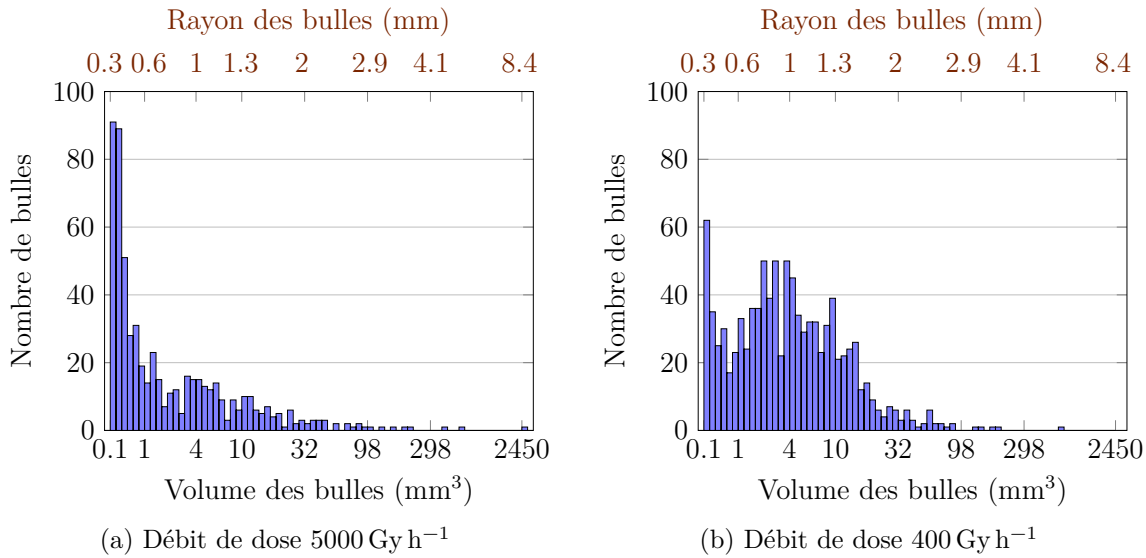 Rayon des bulles (mm)
0.3 0.6 1 1.3 2 2.9 4.1 8.4
100
80
60
40
20
0
Nombre de bulles
0.1 1 4 10 32 98 298 2450
Volume des bulles (mm³)
(a) Débit de dose 5000 Gy h⁻¹
Rayon des bulles (mm)
0.3 0.6 1 1.3 2 2.9 4.1 8.4
100
80
60
40
20
0
Nombre de bulles
0.1 1 4 10 32 98 298 2450
Volume des bulles (mm³)
(b) Débit de dose 400 Gy h⁻¹